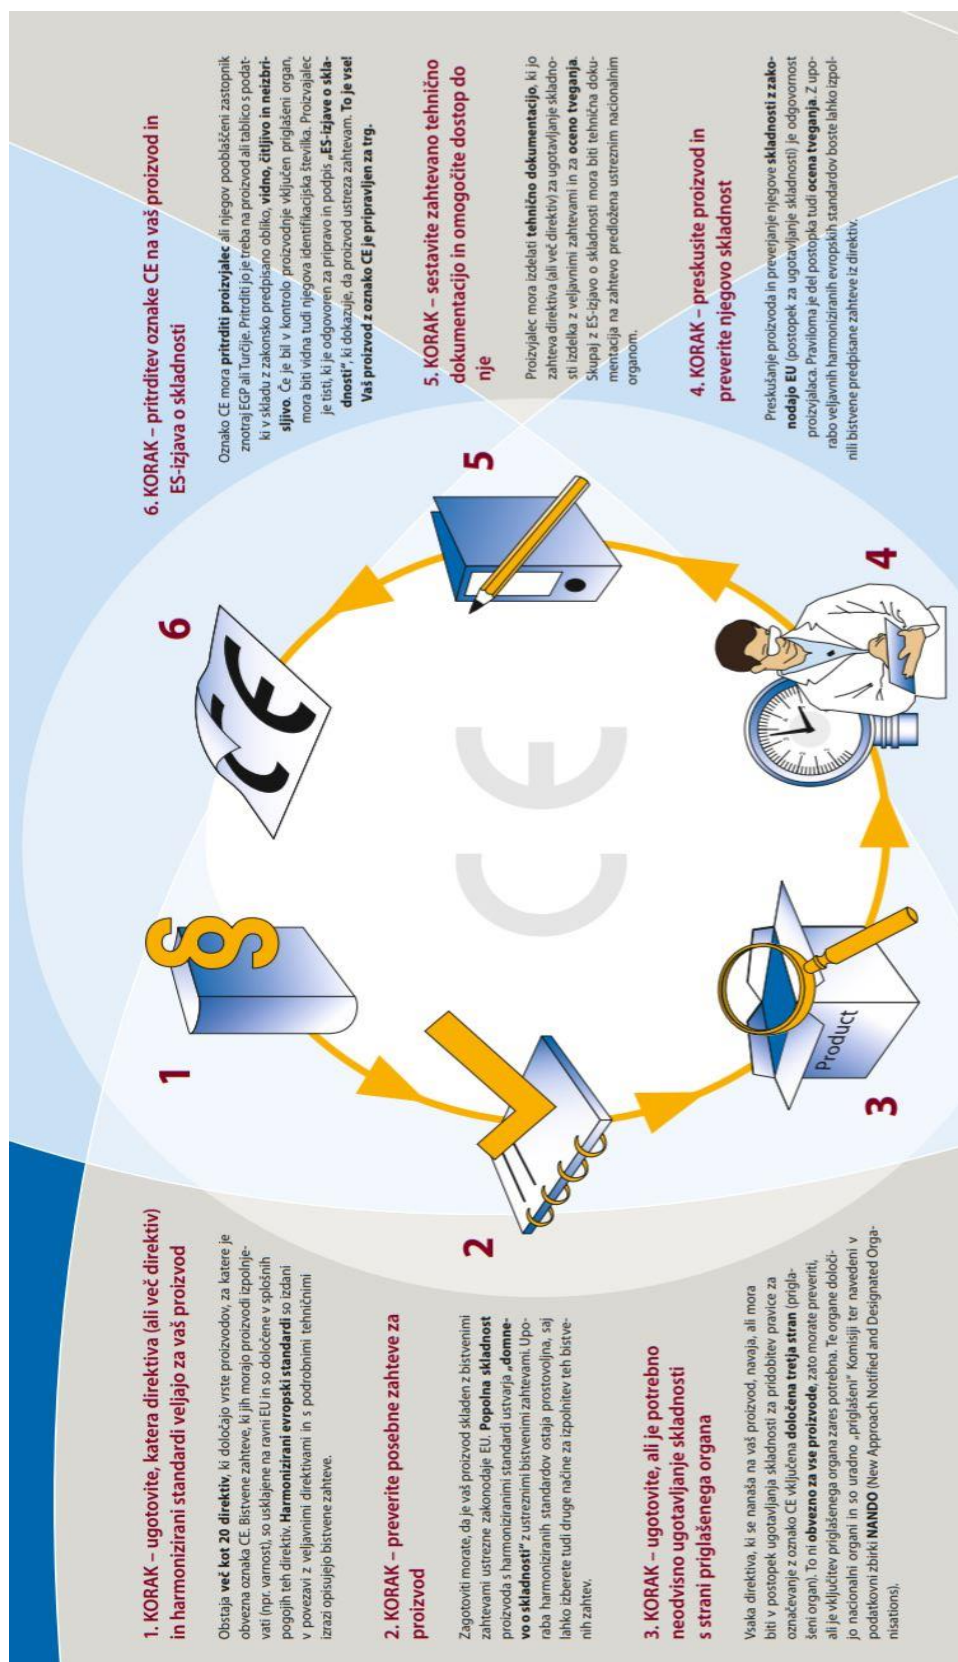 1. KORAK – ugotovite, katera direktiva (ali več direktiv)
in harmonizirani standardi veljajo za vaš proizvod
Obstaja več kot 20 direktiv, ki določajo vrste proizvodov, za katere je
obvezna oznaka CE. Bistvene zahteve, ki jih morajo proizvodi izpolnje-
vati (npr. varnost), so usklajene na ravni EU in so določene v splošnih
pogojih teh direktiv. Harmonizirani evropski standardi so izdani
v povezavi z veljavnimi direktivami in s podrobnimi tehničnimi
izrazi opisujejo bistvene zahteve.
2. KORAK – preverite posebne zahteve za
proizvod
Zagotoviti morate, da je vaš proizvod skladen z bistvenimi
zahtevami ustrezne zakonodaje EU. Popolna skladnost
proizvoda s harmoniziranimi standardi ustvarja „domne-
vo o skladnosti“ z ustreznimi bistvenimi zahtevami. Upo-
raba harmoniziranih standardov ostaja prostovoljna, saj
lahko izberete tudi druge načine za izpolnitev teh bistve-
nih zahtev.
3. KORAK – ugotovite, ali je potrebno
neodvisno ugotavljanje skladnosti
s strani priglašenega organa
Vsaka direktiva, ki se nanaša na vaš proizvod, navaja, ali mora
biti v postopek ugotavljanja skladnosti za pridobitev pravice za
označevanje z oznako CE vključena določena tretja stran (prigla-
šeni organ). To ni obvezno za vse proizvode, zato morate preveriti,
ali je vključitev priglašenega organa zares potrebna. Te organe določi-
jo nacionalni organi in so uradno „priglašeni“ Komisiji ter navedeni v
podatkovni zbirki NANDO (New Approach Notified and Designated Orga-
nisations).
1
2
3
Product
4
5
6
CE
CE
6. KORAK – pritrditev oznake CE na vaš proizvod in
ES-izjava o skladnosti
Oznako CE mora pritrditi proizvjalec ali njegov pooblaščeni zastopnik
znotraj EGP ali Turčije. Pritrditi jo je treba na proizvod ali tablico s podat-
ki v skladu z zakonsko predpisano obliko, vidno, čitljivo in neizbri-
sljivo. Če je bil v kontrolo proizvodnje vključen priglašeni organ,
mora biti vidna tudi njegova identifikacijska številka. Proizvajalec
je tisti, ki je odgovoren za pripravo in podpis „ES-izjave o skla-
dnosti“, ki dokazuje, da proizvod ustreza zahtevam. To je vse!
Vaš proizvod z oznako CE je pripravljen za trg.
5. KORAK – sestavite zahtevano tehnično
dokumentacijo in omogočite dostop do
nje
Proizvjalec mora izdelati tehnično dokumentacijo, ki jo
zahteva direktiva (ali več direktiv) za ugotavljanje skladno-
sti izdelka z veljavnimi zahtevami in za oceno tveganja.
Skupaj z ES-izjavo o skladnosti mora biti tehnična doku-
mentacija na zahtevo predložena ustreznim nacionalnim
organom.
4. KORAK – preskusite proizvod in
preverite njegovo skladnost
Preskušanje proizvoda in preverjanje njegove skladnosti z zako-
nodajo EU (postopek za ugotavljanje skladnosti) je odgovornost
proizvjalaca. Praviloma je del postopka tudi ocena tveganja. Z upo-
rabo veljavnih harmoniziranih evropskih standardov boste lahko izpol-
nili bistvene predpisane zahteve iz direktiv.